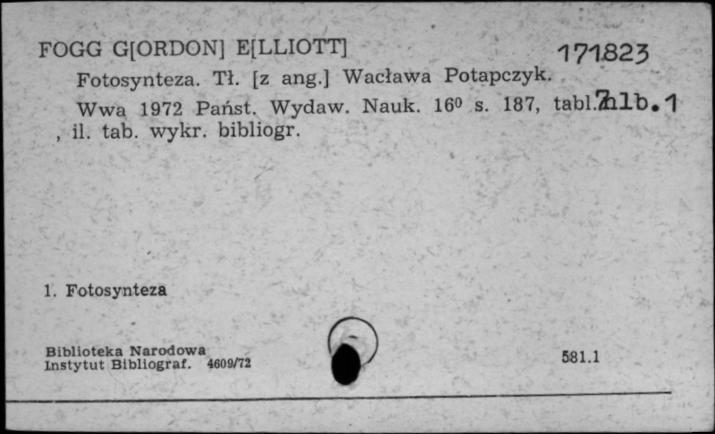 FOGG G[ORDON] E[LLIOTT]
171823
Fotosynteza. Tł. [z ang.] Wacława Potapczyk.
Wwa 1972 Państ. Wydaw. Nauk. 16⁰ s. 187, tabl. nlb. 1
, il. tab. wykr. bibliogr.
1. Fotosynteza
Biblioteka Narodowa
Instytut Bibliograf. 4609/72
581.1